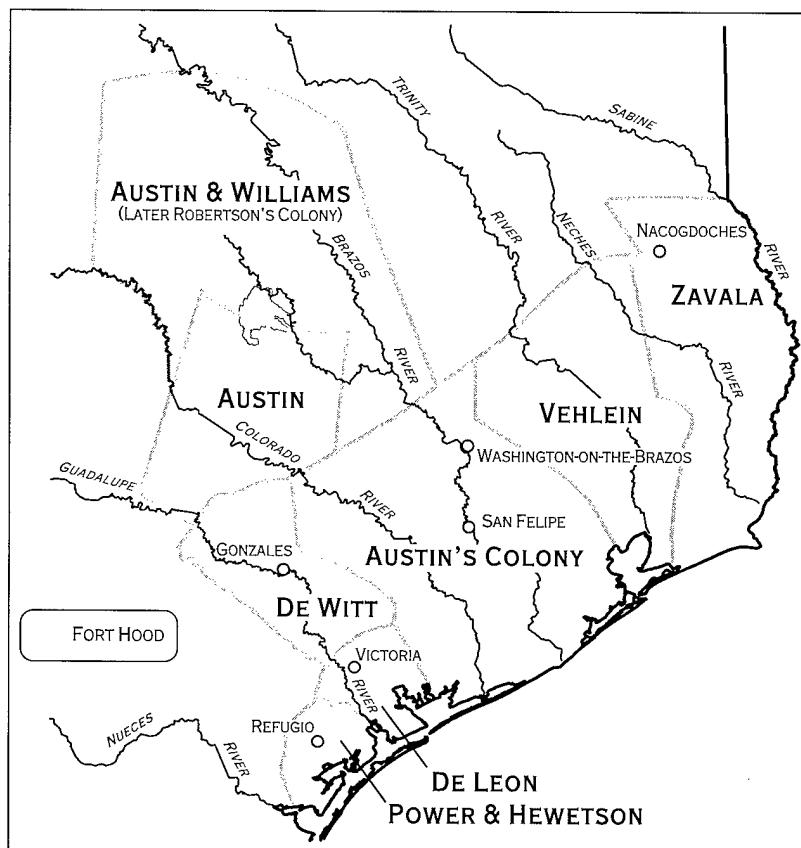 TRINITY
RIVER
SABINE
RIVER
AUSTIN & WILLIAMS
(LATER ROBERTSON'S COLONY)
BRAZOS
RIVER
NECHES
RIVER
NACOGDOCHES
ZAVALA
AUSTIN
VEHLEIN
COLORADO
RIVER
WASHINGTON-ON-THE-BRAZOS
GUADALUPE
SAN FELIPE
GONZALES
AUSTIN'S COLONY
DE WITT
FORT HOOD
VICTORIA
RIVER
REFUGIO
NUECES
RIVER
DE LEON
POWER & HEWETSON